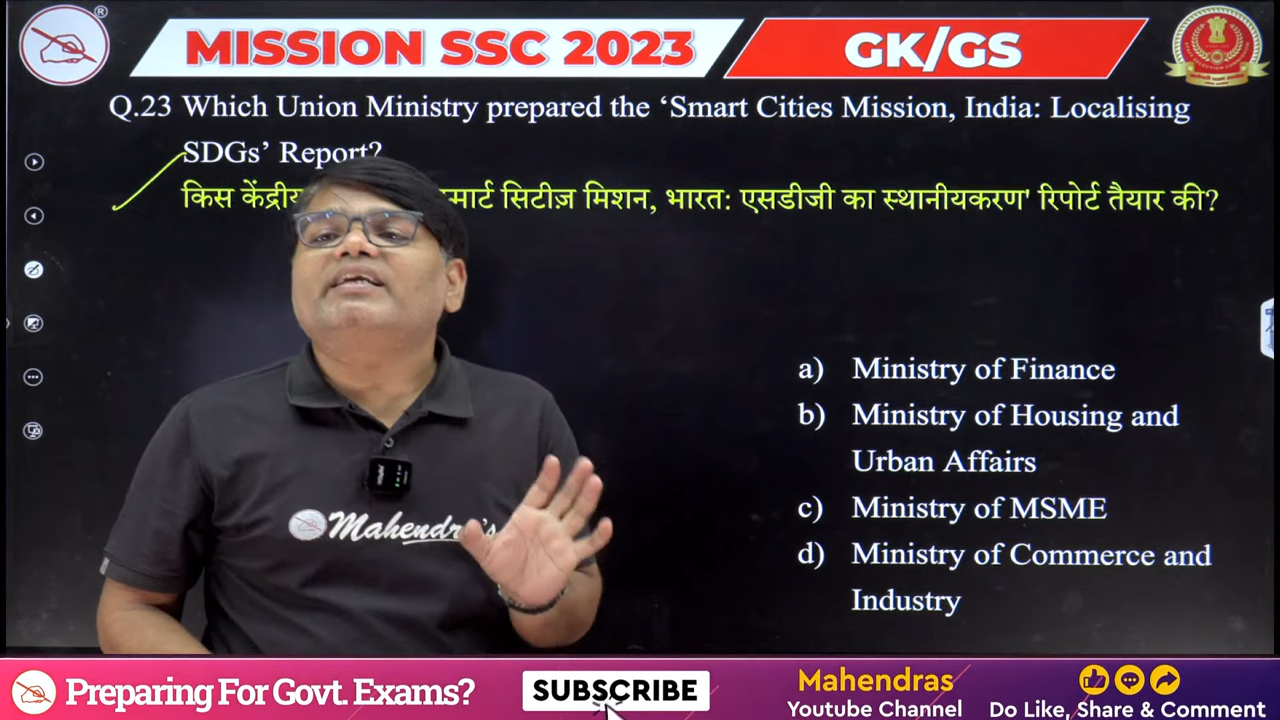 MISSION SSC 2023
GK/GS
Q.23 Which Union Ministry prepared the ‘Smart Cities Mission, India: Localising
SDGs’ Report?
किस केंद्रीय स्मार्ट सिटीज़ मिशन, भारत: एसडीजी का स्थानीयकरण' रिपोर्ट तैयार की?
a) Ministry of Finance
b) Ministry of Housing and
Urban Affairs
c) Ministry of MSME
d) Ministry of Commerce and
Industry
Mahendra's
Preparing For Govt. Exams?
SUBSCRIBE
Mahendras
Youtube Channel
Do Like, Share & Comment